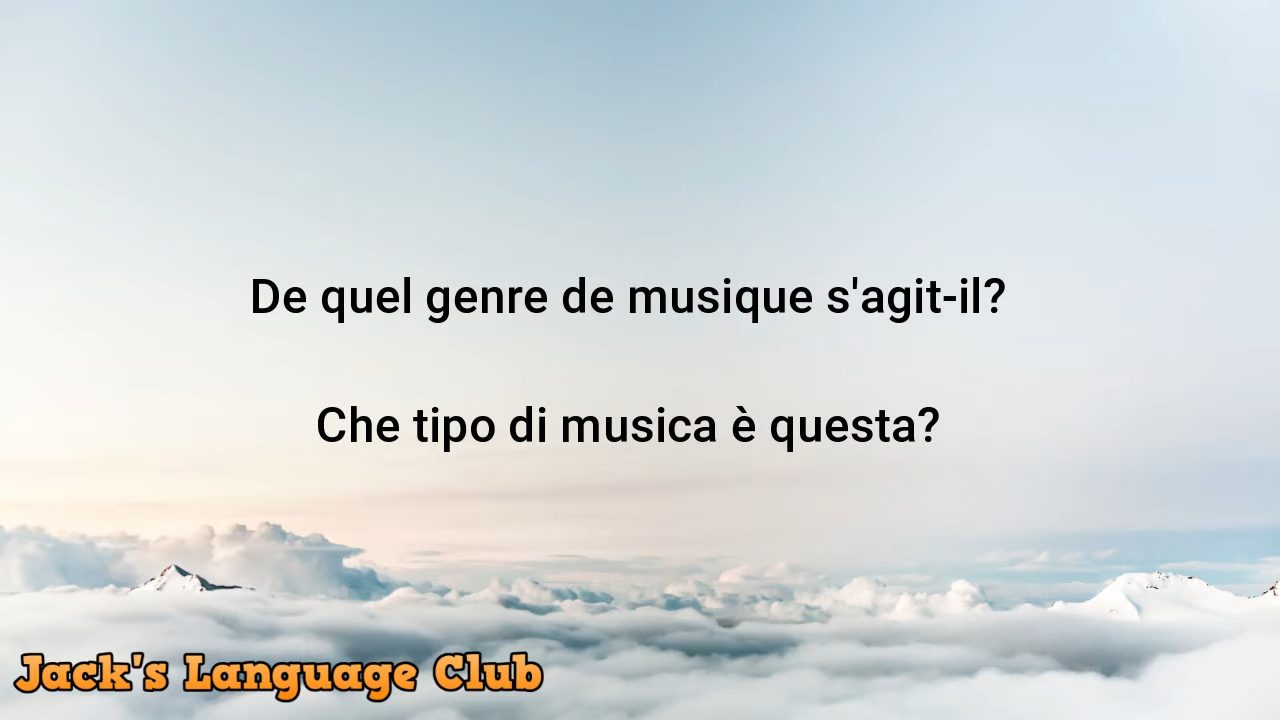 De quel genre de musique s'agit-il?
Che tipo di musica è questa?
Jack's Language Club